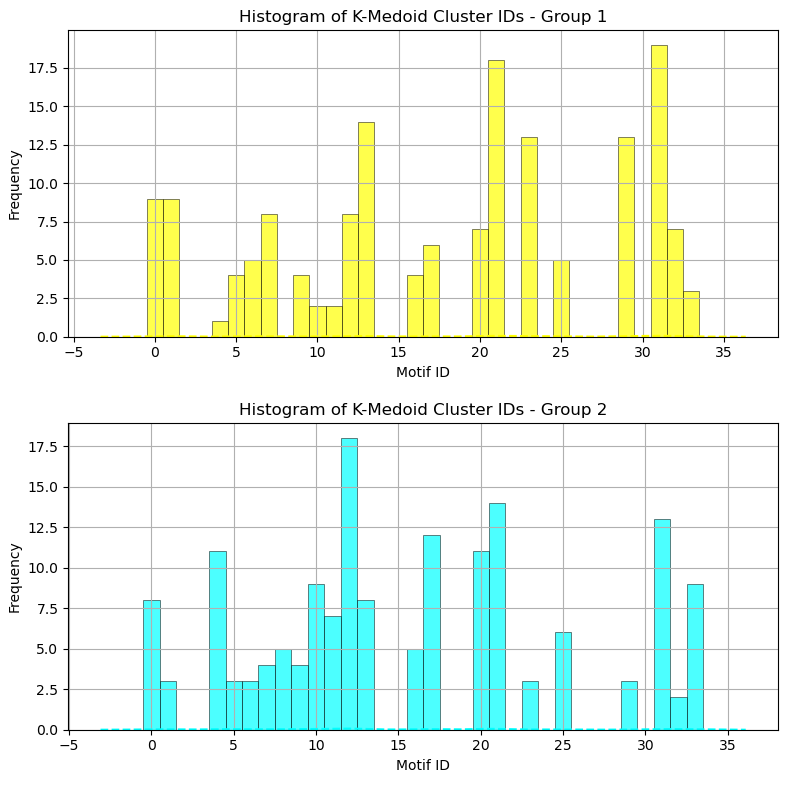 Histogram of K-Medoid Cluster IDs - Group 1
17.5
15.0
12.5
10.0
7.5
5.0
2.5
0.0
Frequency
−5 0 5 10 15 20 25 30 35
Motif ID
Histogram of K-Medoid Cluster IDs - Group 2
17.5
15.0
12.5
10.0
7.5
5.0
2.5
0.0
Frequency
−5 0 5 10 15 20 25 30 35
Motif ID